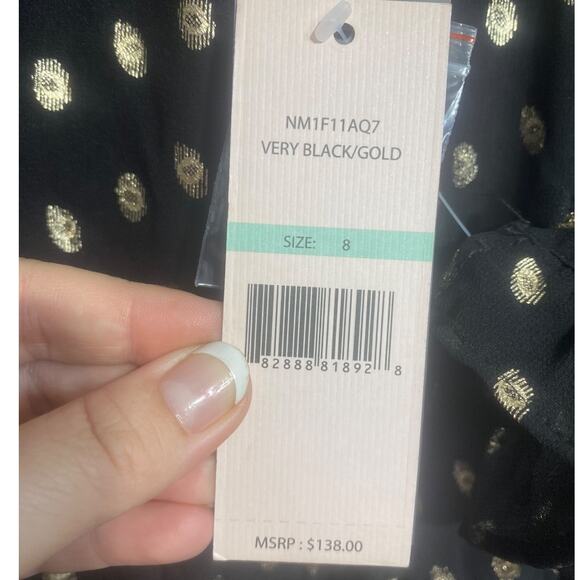 NM1F11AQ7
VERY BLACK/GOLD
SIZE: 8
82888 81892 8
MSRP : $138.00